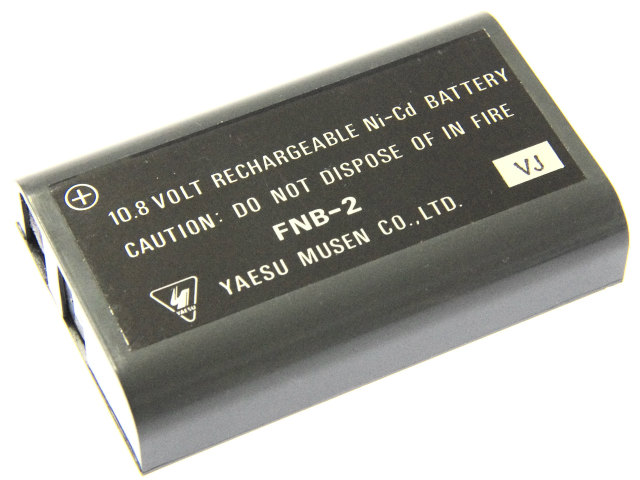 ⊕
10.8 VOLT RECHARGEABLE Ni-Cd BATTERY
CAUTION: DO NOT DISPOSE OF IN FIRE
VJ
FNB-2
YAESU MUSEN CO.,LTD.
YAESU